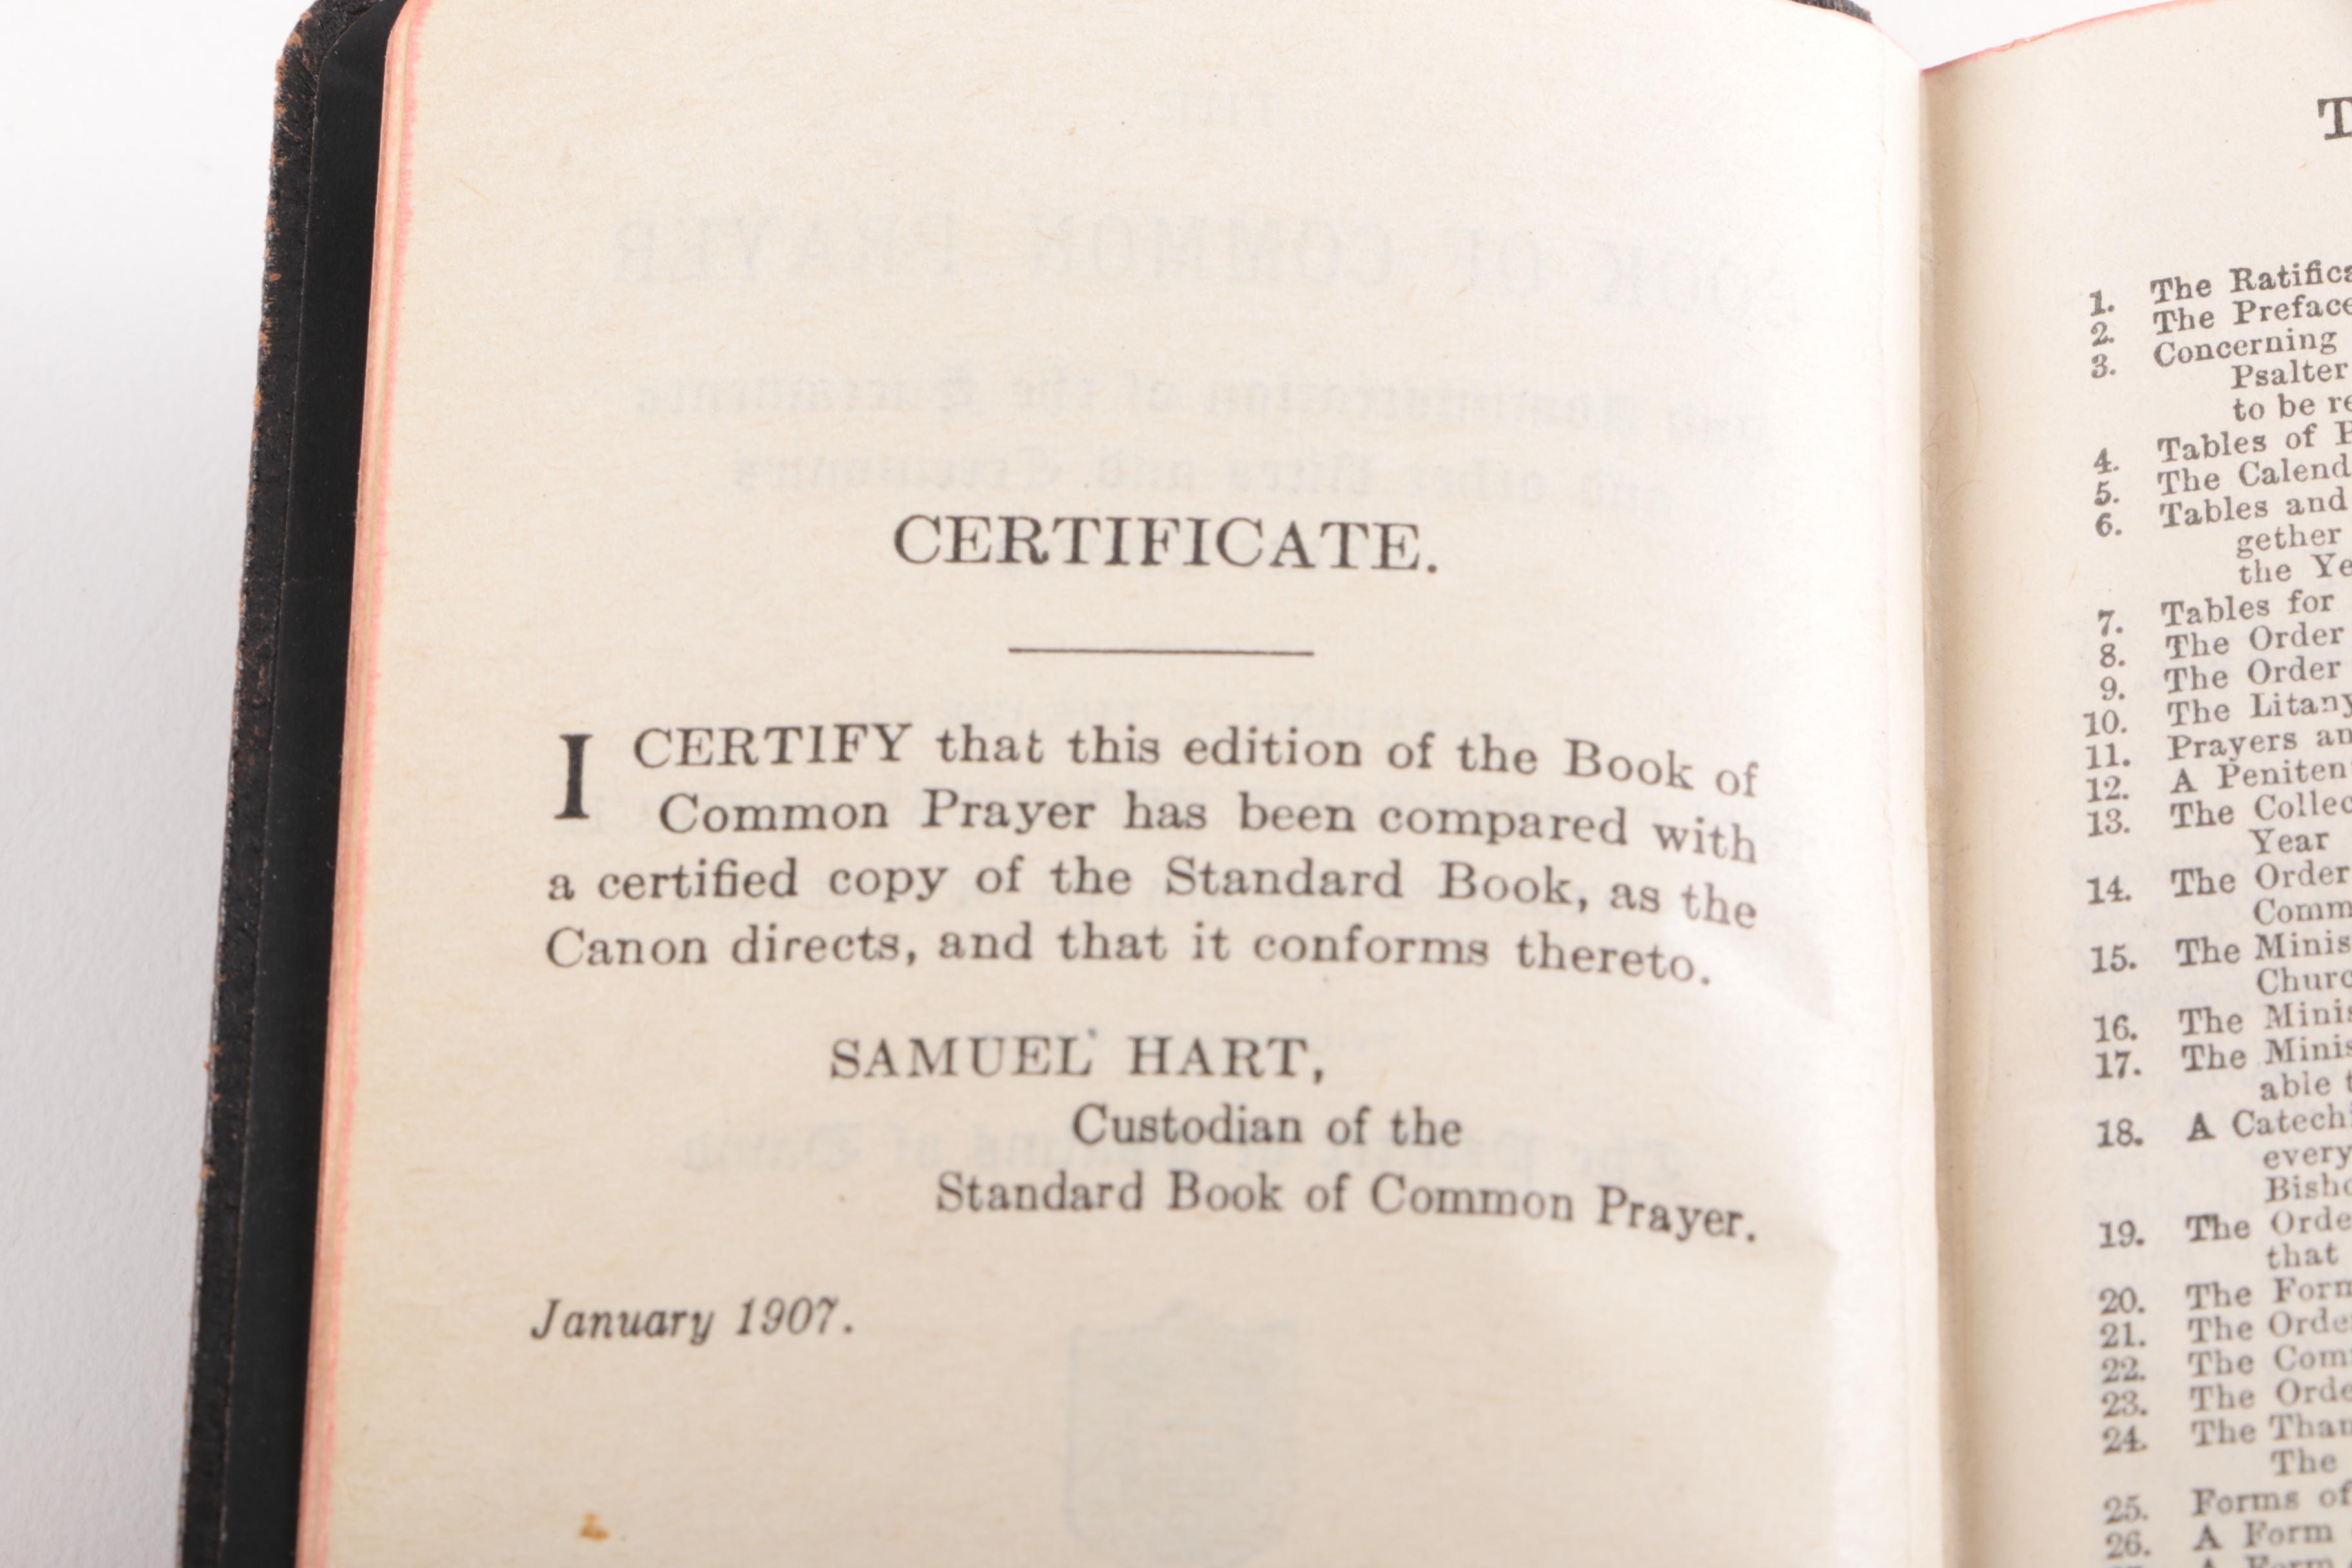 CERTIFICATE.
I CERTIFY that this edition of the Book of
Common Prayer has been compared with
a certified copy of the Standard Book, as the
Canon directs, and that it conforms thereto.
SAMUEL HART,
Custodian of the
Standard Book of Common Prayer.
January 1907.
T
1. The Ratifica
2. The Preface
3. Concerning
Psalter
to be re
4. Tables of P
5. The Calend
6. Tables and
gether
the Ye
7. Tables for
8. The Order
9. The Order
10. The Litany
11. Prayers an
12. A Peniten
13. The Collec
Year
14. The Order
Comm
15. The Minis
Churc
16. The Minis
17. The Minis
able t
18. A Catechi
every
Bisho
19. The Orde
that
20. The Form
21. The Orde
22. The Com
23. The Orde
24. The Than
The
25. Forms of
26. A Form